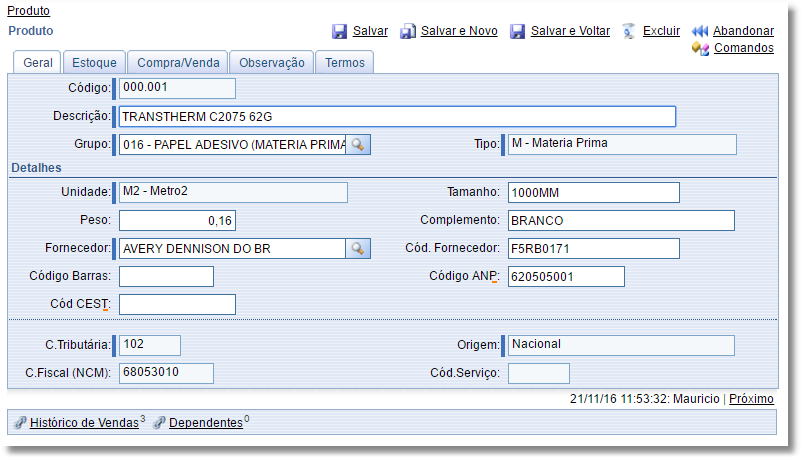 Produto
Produto Salvar Salvar e Novo Salvar e Voltar Excluir Abandonar
Comandos
Geral Estoque Compra/Venda Observação Termos
Código: 000.001
Descrição: TRANSTHERM C2075 62G
Grupo: 016 - PAPEL ADESIVO (MATERIA PRIMA Tipo: M - Materia Prima
Detalhes
Unidade: M2 - Metro2 Tamanho: 1000MM
Peso: 0,16 Complemento: BRANCO
Fornecedor: AVERY DENNISON DO BR Cód. Fornecedor: F5RB0171
Código Barras: Código ANP: 620505001
Cód CEST:
C.Tributária: 102 Origem: Nacional
C.Fiscal (NCM): 68053010 Cód.Serviço:
21/11/16 11:53:32: Mauricio | Próximo
Histórico de Vendas 3 Dependentes 0